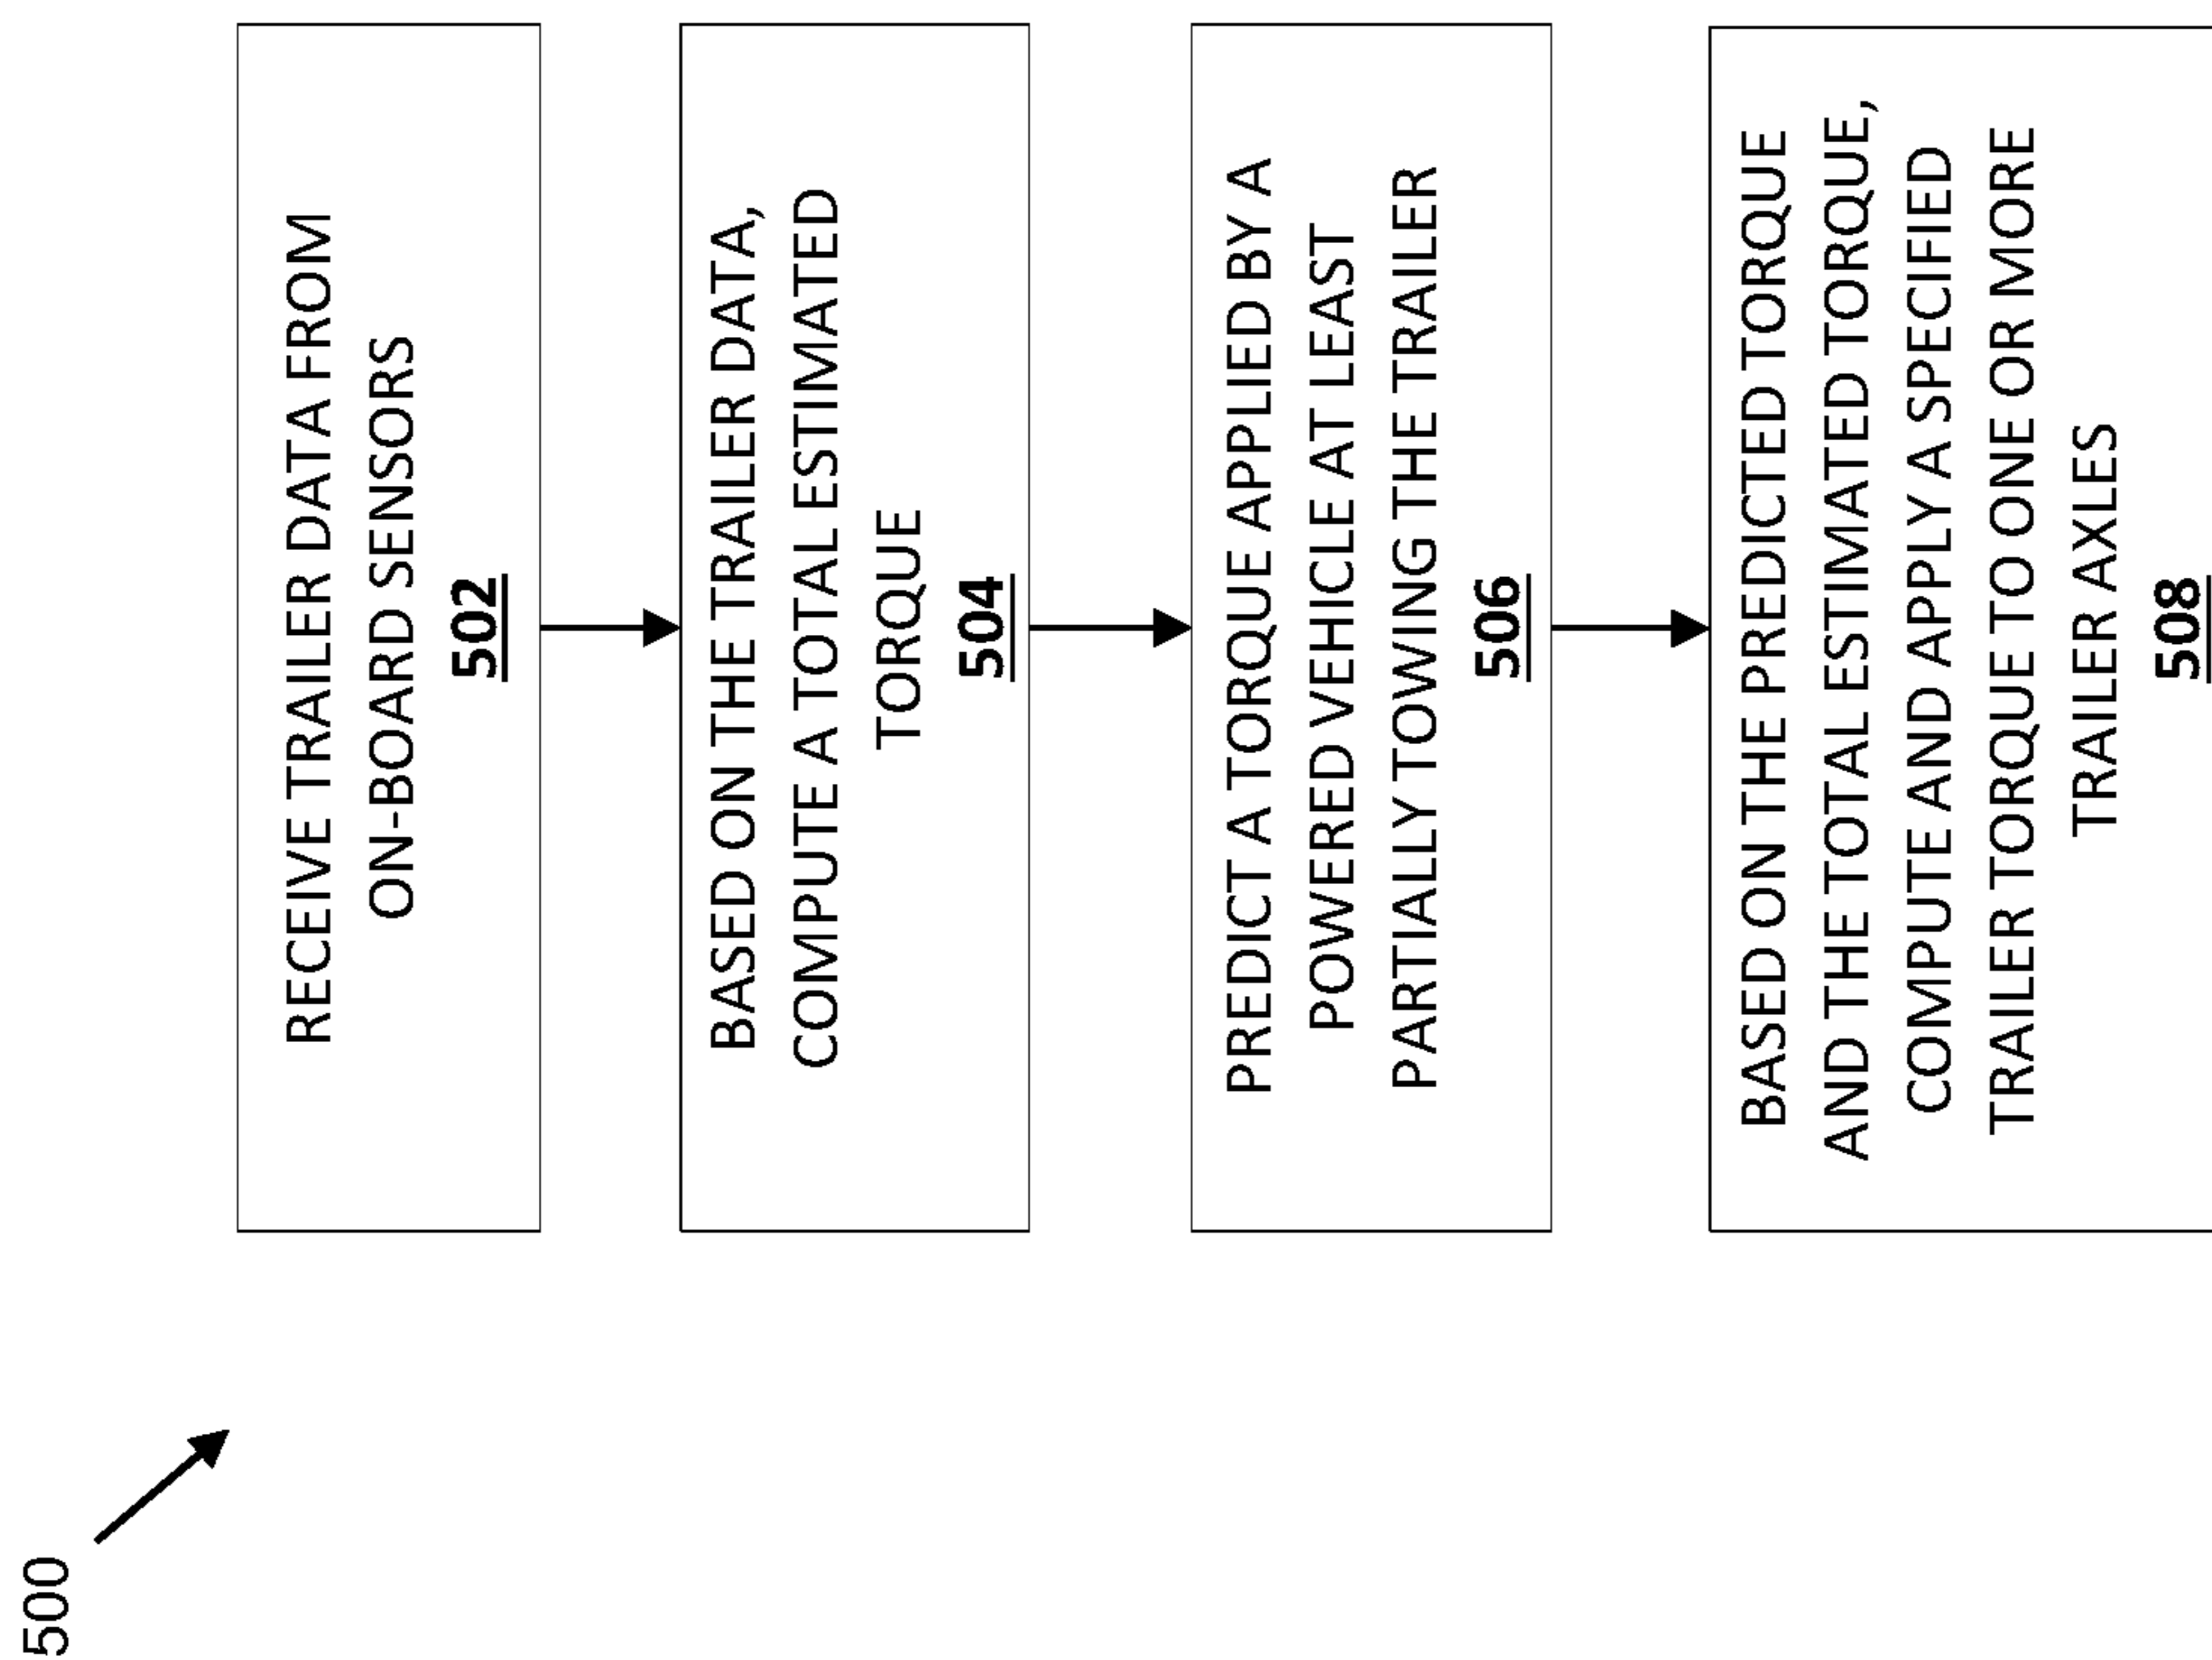 500
RECEIVE TRAILER DATA FROM
ON-BOARD SENSORS
502
BASED ON THE TRAILER DATA,
COMPUTE A TOTAL ESTIMATED
TORQUE
504
PREDICT A TORQUE APPLIED BY A
POWERED VEHICLE AT LEAST
PARTIALLY TOWING THE TRAILER
506
BASED ON THE PREDICTED TORQUE
AND THE TOTAL ESTIMATED TORQUE,
COMPUTE AND APPLY A SPECIFIED
TRAILER TORQUE TO ONE OR MORE
TRAILER AXLES
508